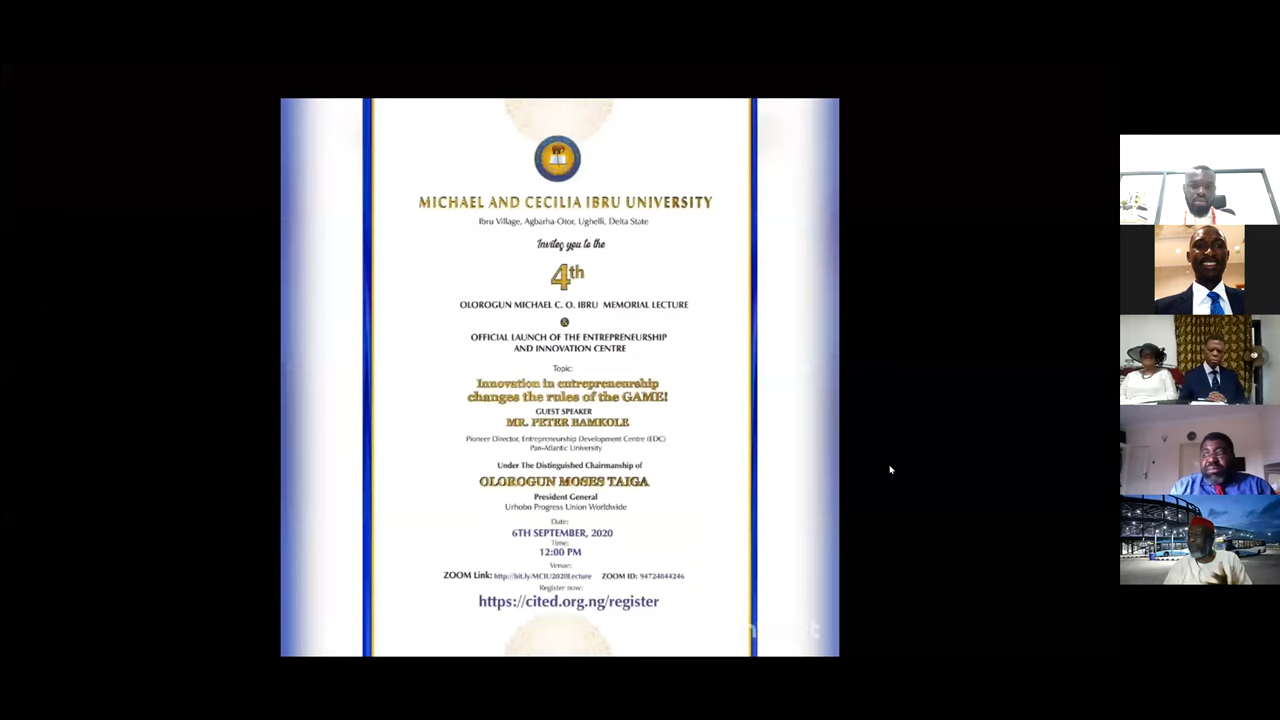 MICHAEL AND CECILIA IBRU UNIVERSITY
Ibru Village, Agbarha-Otor, Ughelli, Delta State
Invites you to the
4th
OLOROGUN MICHAEL C. O. IBRU MEMORIAL LECTURE
&
OFFICIAL LAUNCH OF THE ENTREPRENEURSHIP
AND INNOVATION CENTRE
Topic:
Innovation in entrepreneurship
changes the rules of the GAME!
GUEST SPEAKER
MR. PETER BAMKOLE
Pioneer Director, Entrepreneurship Development Centre (EDC)
Pan-Atlantic University
Under The Distinguished Chairmanship of
OLOROGUN MOSES TAIGA
President General
Urhobo Progress Union Worldwide
Date:
6TH SEPTEMBER, 2020
Time:
12:00 PM
Venue:
ZOOM Link: http://bit.ly/MCIU2020Lecture ZOOM ID: 94724844246
Register now:
https://cited.org.ng/register